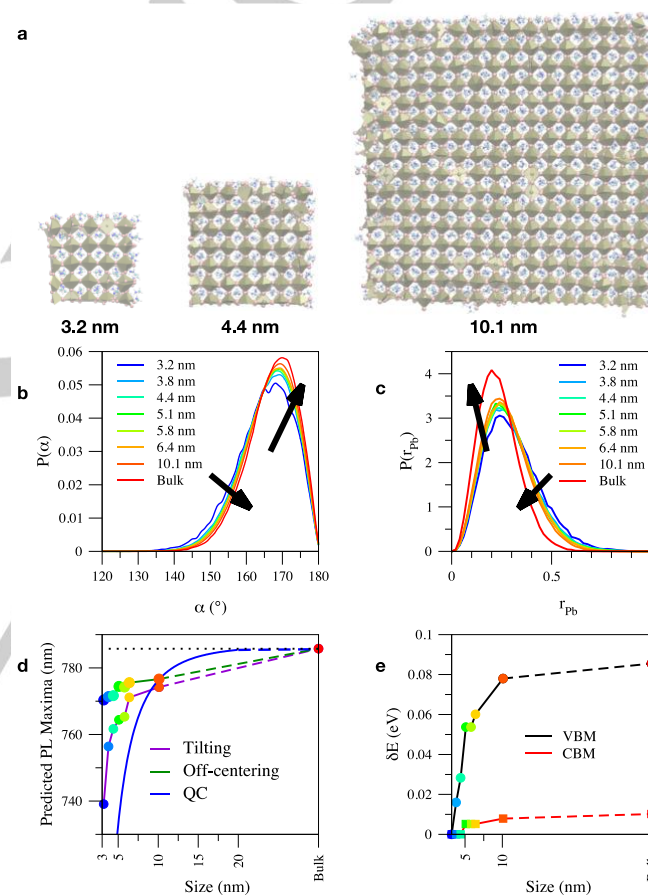 a
3.2 nm
4.4 nm
10.1 nm
b
0.06
0.05
0.04
0.03
0.02
0.01
0
P(α)
3.2 nm
3.8 nm
4.4 nm
5.1 nm
5.8 nm
6.4 nm
10.1 nm
Bulk
120 130 140 150 160 170 180
α (°)
c
4
3
2
1
0
P(rPb)
3.2 nm
3.8 nm
4.4 nm
5.1 nm
5.8 nm
6.4 nm
10.1 nm
Bulk
0 0.5
rPb
d
780
760
740
Predicted PL Maxima (nm)
Tilting
Off-centering
QC
3 5 10 15 20 Bulk
Size (nm)
e
0.1
0.08
0.06
0.04
0.02
0
δE (eV)
VBM
CBM
5 10
Size (nm)